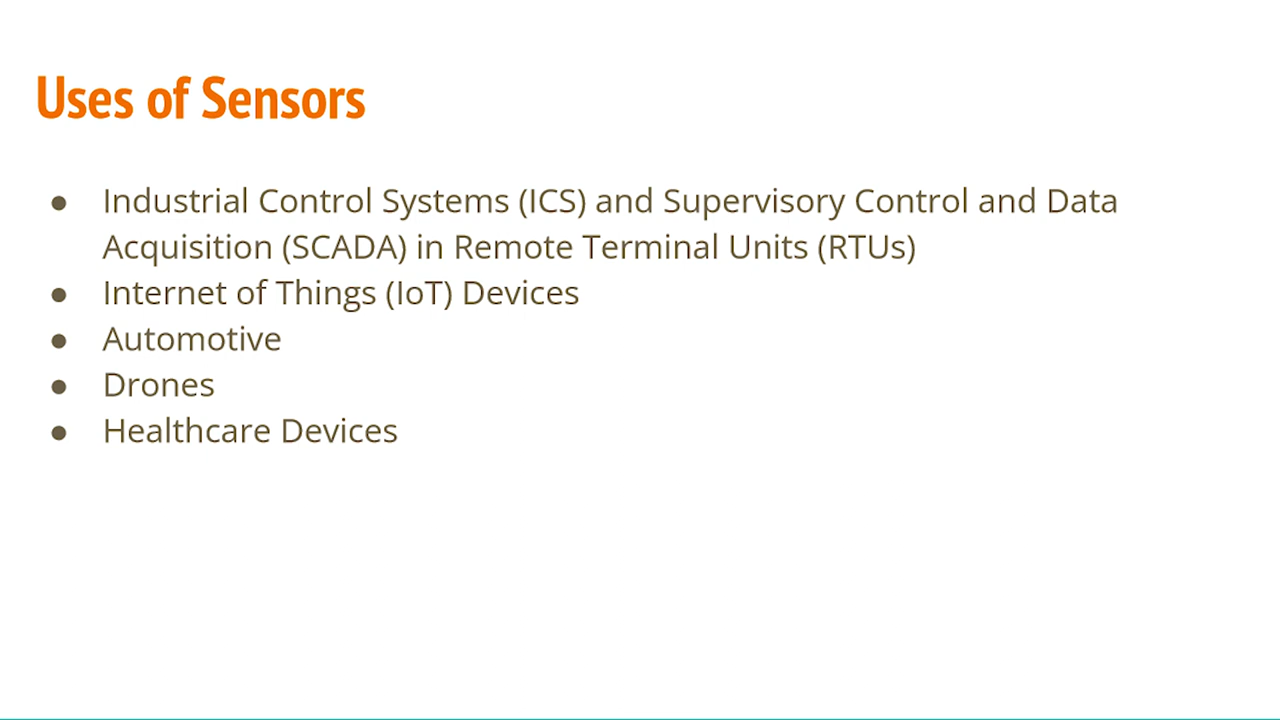 Uses of Sensors
● Industrial Control Systems (ICS) and Supervisory Control and Data
Acquisition (SCADA) in Remote Terminal Units (RTUs)
● Internet of Things (IoT) Devices
● Automotive
● Drones
● Healthcare Devices